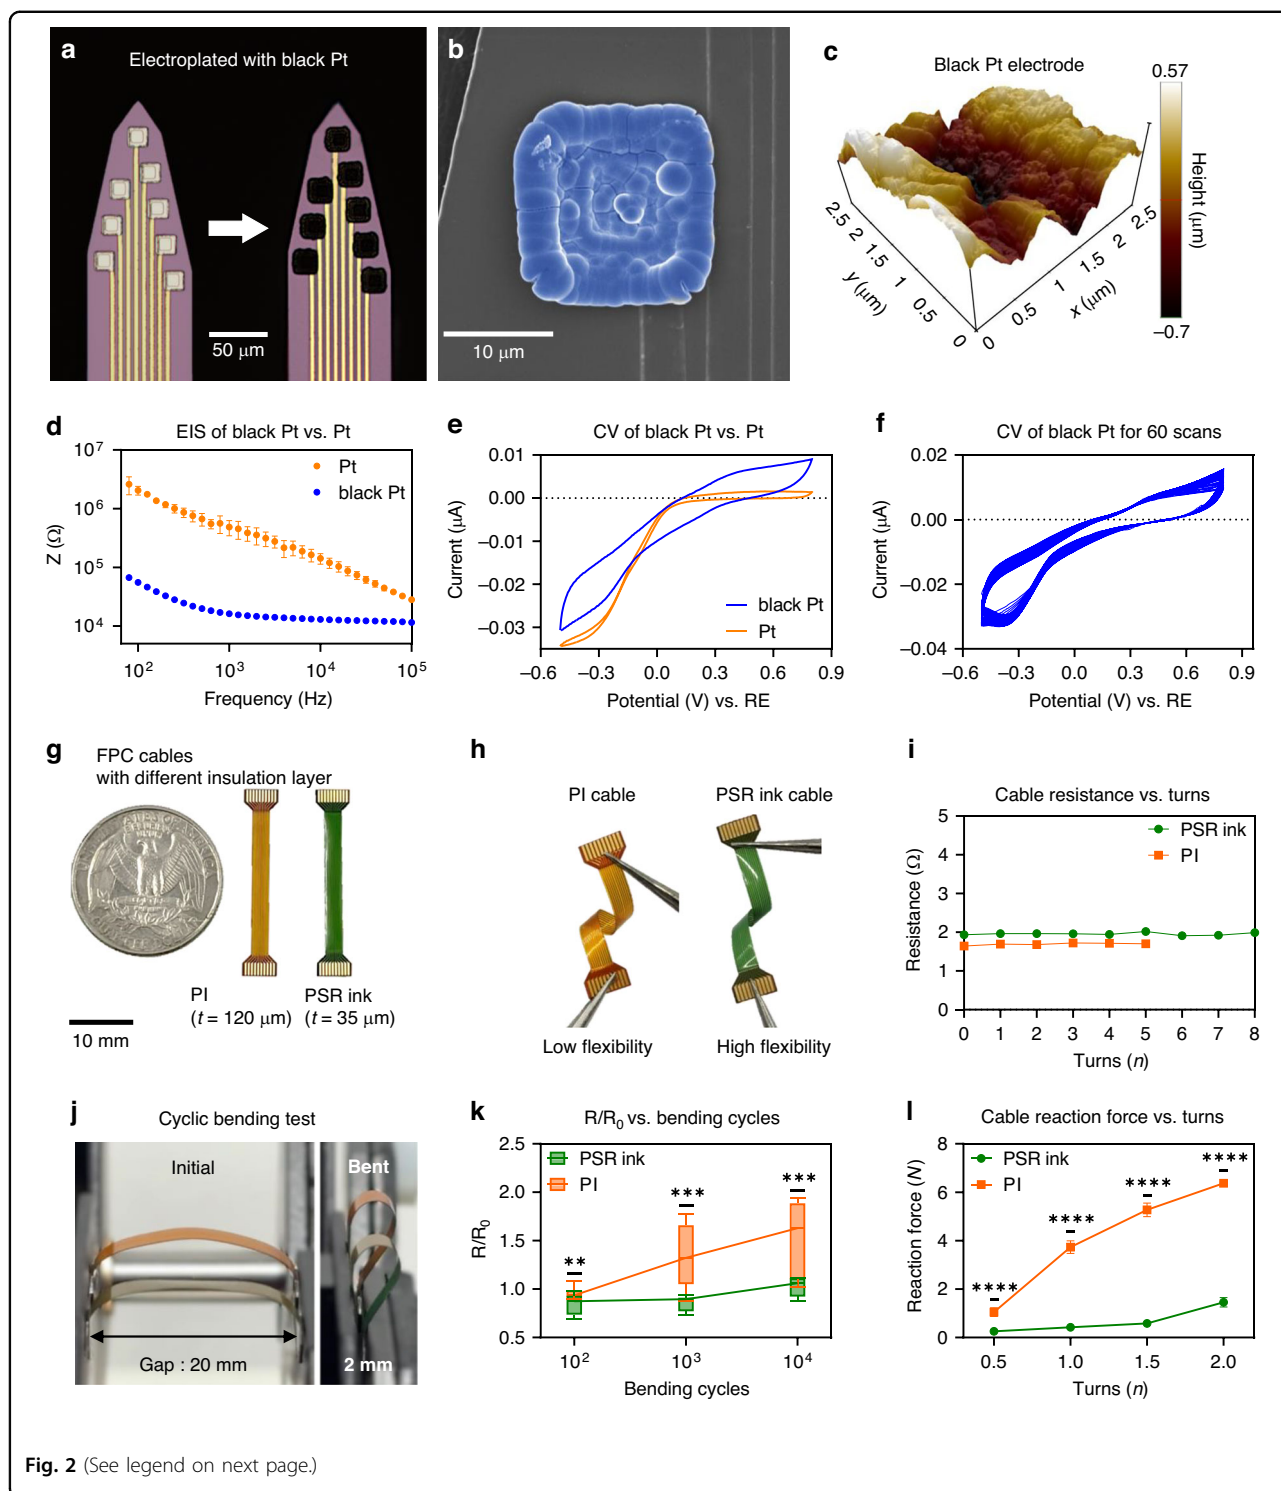 a
Electroplated with black Pt
50 μm
b
10 μm
c
Black Pt electrode
0.57
Height (μm)
−0.7
2.5
2
1.5
1
0.5
0
y (μm)
0
0.5
1
1.5
2
2.5
x (μm)
d
EIS of black Pt vs. Pt
10⁷
10⁶
10⁵
10⁴
Z (Ω)
Pt
black Pt
10²
10³
10⁴
10⁵
Frequency (Hz)
e
CV of black Pt vs. Pt
0.01
0.00
−0.01
−0.02
−0.03
Current (μA)
black Pt
Pt
−0.6
−0.3
0.0
0.3
0.6
0.9
Potential (V) vs. RE
f
CV of black Pt for 60 scans
0.02
0.00
−0.02
−0.04
Current (μA)
−0.6
−0.3
0.0
0.3
0.6
0.9
Potential (V) vs. RE
g
FPC cables
with different insulation layer
PI
(t = 120 μm)
PSR ink
(t = 35 μm)
10 mm
h
PI cable
PSR ink cable
Low flexibility
High flexibility
i
Cable resistance vs. turns
5
4
3
2
1
0
Resistance (Ω)
PSR ink
PI
0
1
2
3
4
5
6
7
8
Turns (n)
j
Cyclic bending test
Initial
Bent
Gap : 20 mm
2 mm
k
R/R₀ vs. bending cycles
2.5
2.0
1.5
1.0
0.5
R/R₀
PSR ink
PI
**
***
***
10²
10³
10⁴
Bending cycles
l
Cable reaction force vs. turns
8
6
4
2
0
Reaction force (N)
PSR ink
PI
****
****
****
****
0.5
1.0
1.5
2.0
Turns (n)
Fig. 2 (See legend on next page.)